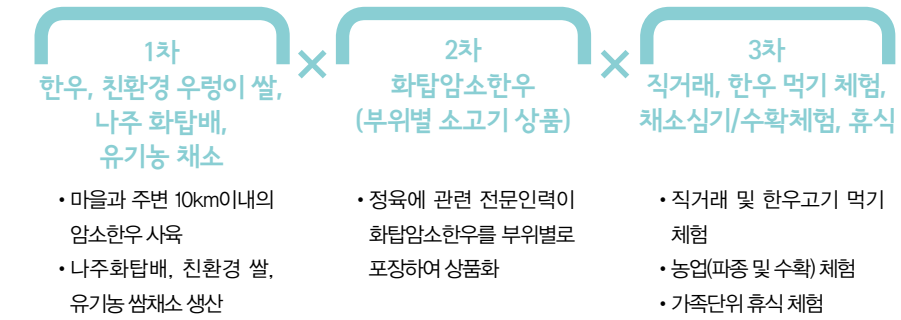 1차
한우, 친환경 우렁이 쌀,
나주 화탑배,
유기농 채소
• 마을과 주변 10km이내의
암소한우 사육
• 나주화탑배, 친환경 쌀,
유기농 쌈채소 생산
×
2차
화탑암소한우
(부위별 소고기 상품)
• 정육에 관련 전문인력이
화탑암소한우를 부위별로
포장하여 상품화
×
3차
직거래, 한우 먹기 체험,
채소심기/수확체험, 휴식
• 직거래 및 한우고기 먹기
체험
• 농업(파종 및 수확) 체험
• 가족단위 휴식 체험